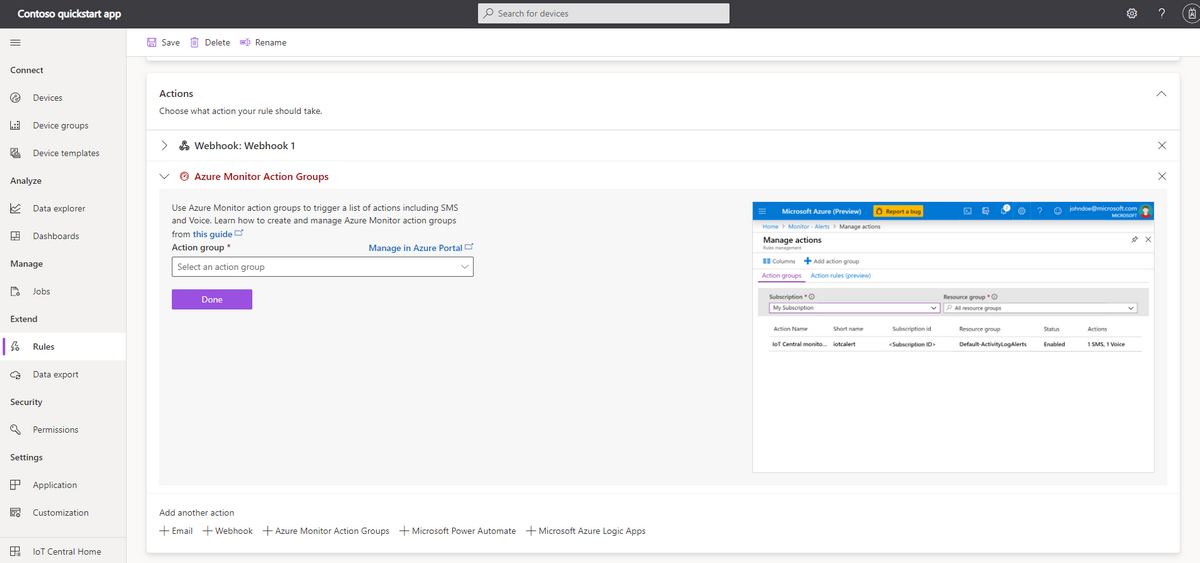 Contoso quickstart app
Search for devices
Save
Delete
Rename
Connect
Devices
Device groups
Device templates
Analyze
Data explorer
Dashboards
Manage
Jobs
Extend
Rules
Data export
Security
Permissions
Settings
Application
Customization
IoT Central Home
Actions
Choose what action your rule should take.
Webhook: Webhook 1
Azure Monitor Action Groups
Use Azure Monitor action groups to trigger a list of actions including SMS
and Voice. Learn how to create and manage Azure Monitor action groups
from this guide
Action group *
Manage in Azure Portal
Select an action group
Done
Microsoft Azure (Preview)
Report a bug
johndoe@microsoft.com
MICROSOFT
Home > Monitor - Alerts > Manage actions
Manage actions
Rules management
Columns
Add action group
Action groups
Action rules (preview)
Subscription *
My Subscription
Resource group *
All resource groups
Action Name Short name Subscription id Resource group Status Actions
IoT Central monito... iotcalert <Subscription ID> Default-ActivityLogAlerts Enabled 1 SMS, 1 Voice
Add another action
Email
Webhook
Azure Monitor Action Groups
Microsoft Power Automate
Microsoft Azure Logic Apps